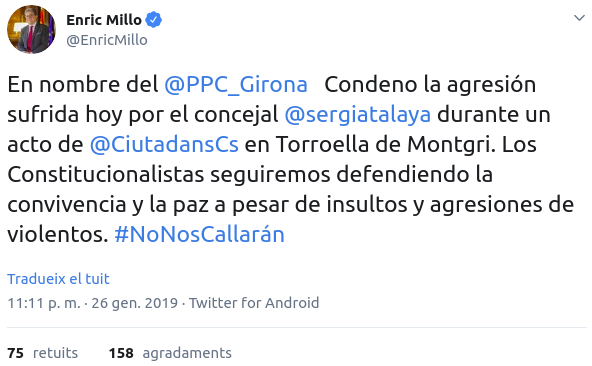 Enric Millo
@EnricMillo
En nombre del @PPC_Girona Condeno la agresión
sufrida hoy por el concejal @sergiatalaya durante un
acto de @CiutadansCs en Torroella de Montgri. Los
Constitucionalistas seguiremos defendiendo la
convivencia y la paz a pesar de insultos y agresiones de
violentos. #NoNosCallarán
Tradueix el tuit
11:11 p. m. · 26 gen. 2019 · Twitter for Android
75 retuits 158 agradaments